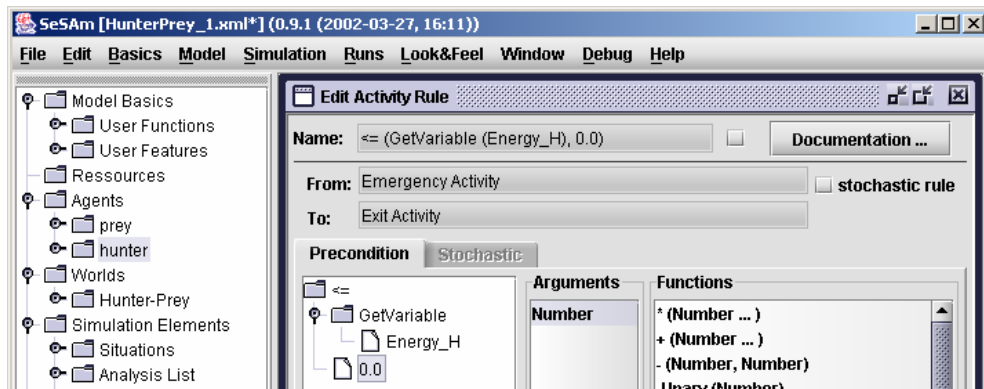 SeSAm [HunterPrey_1.xml*] (0.9.1 (2002-03-27, 16:11))
File Edit Basics Model Simulation Runs Look&Feel Window Debug Help
Model Basics
User Functions
User Features
Ressources
Agents
prey
hunter
Worlds
Hunter-Prey
Simulation Elements
Situations
Analysis List
Edit Activity Rule
Name: <= (GetVariable (Energy_H), 0.0) Documentation ...
From: Emergency Activity stochastic rule
To: Exit Activity
Precondition Stochastic
<=
GetVariable
Energy_H
0.0
Arguments
Number
Functions
* (Number ... )
+ (Number ... )
- (Number, Number)
Unary (Number)